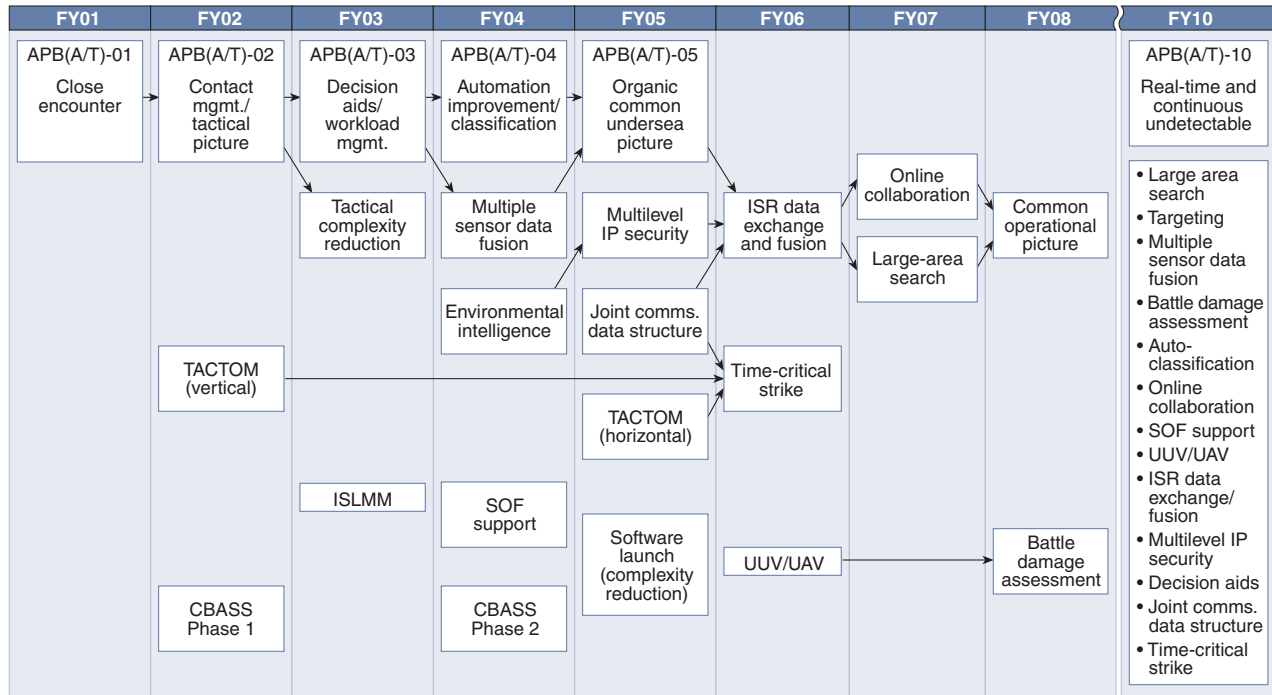 FY01
FY02
FY03
FY04
FY05
FY06
FY07
FY08
FY10
APB(A/T)-01
Close
encounter
APB(A/T)-02
Contact
mgmt./
tactical
picture
APB(A/T)-03
Decision
aids/
workload
mgmt.
APB(A/T)-04
Automation
improvement/
classification
APB(A/T)-05
Organic
common
undersea
picture
APB(A/T)-10
Real-time and
continuous
undetectable
Tactical
complexity
reduction
Multiple
sensor data
fusion
Multilevel
IP security
ISR data
exchange
and fusion
Online
collaboration
Large-area
search
Common
operational
picture
Environmental
intelligence
Joint comms.
data structure
TACTOM
(vertical)
Time-critical
strike
TACTOM
(horizontal)
ISLMM
SOF
support
Software
launch
(complexity
reduction)
UUV/UAV
Battle
damage
assessment
CBASS
Phase 1
CBASS
Phase 2
• Large area
search
• Targeting
• Multiple
sensor data
fusion
• Battle damage
assessment
• Auto-
classification
• Online
collaboration
• SOF support
• UUV/UAV
• ISR data
exchange/
fusion
• Multilevel IP
security
• Decision aids
• Joint comms.
data structure
• Time-critical
strike